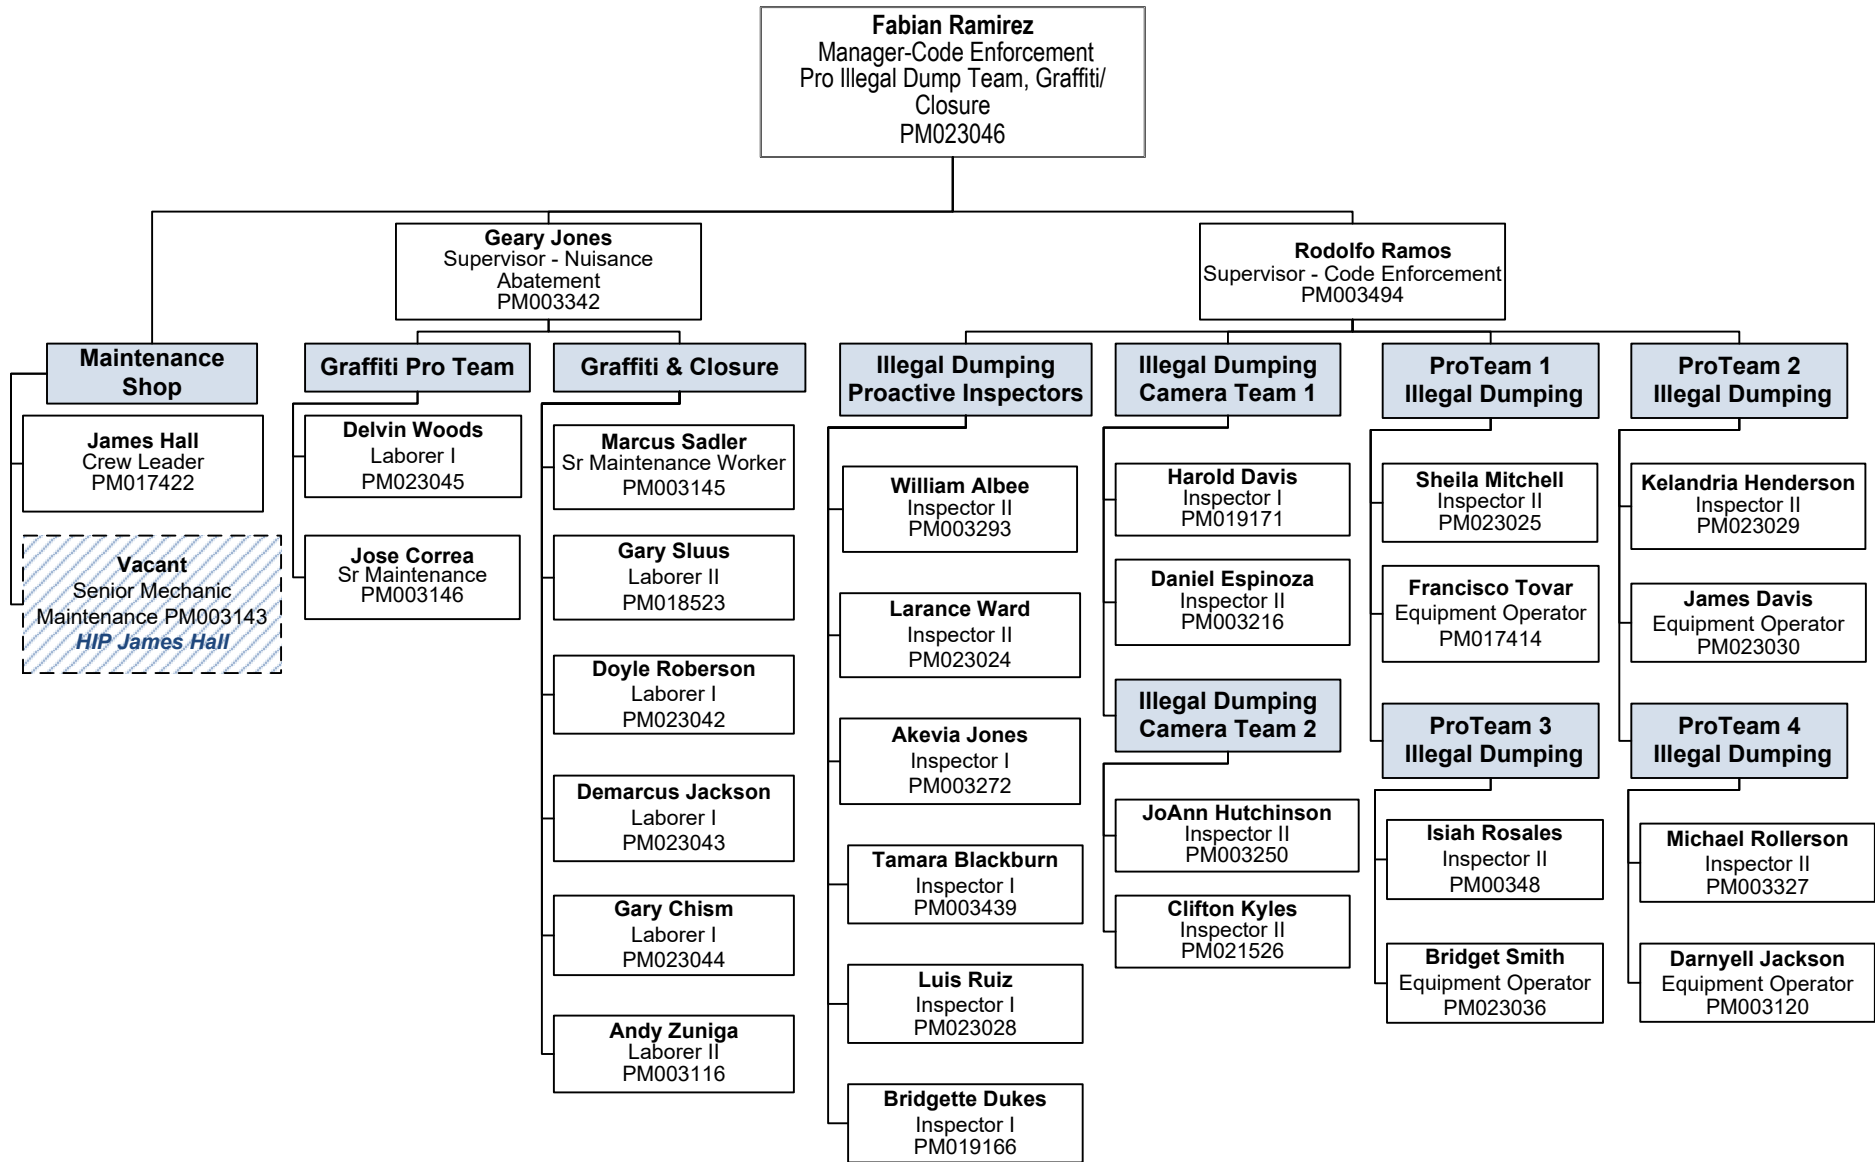 Fabian Ramirez
Manager-Code Enforcement
Pro Illegal Dump Team, Graffiti/
Closure
PM023046
Geary Jones
Supervisor - Nuisance
Abatement
PM003342
Rodolfo Ramos
Supervisor - Code Enforcement
PM003494
Maintenance
Shop
James Hall
Crew Leader
PM017422
Vacant
Senior Mechanic
Maintenance PM003143
HIP James Hall
Graffiti Pro Team
Delvin Woods
Laborer I
PM023045
Jose Correa
Sr Maintenance
PM003146
Graffiti & Closure
Marcus Sadler
Sr Maintenance Worker
PM003145
Gary Sluus
Laborer II
PM018523
Doyle Roberson
Laborer I
PM023042
Demarcus Jackson
Laborer I
PM023043
Gary Chism
Laborer I
PM023044
Andy Zuniga
Laborer II
PM003116
Illegal Dumping
Proactive Inspectors
William Albee
Inspector II
PM003293
Larance Ward
Inspector II
PM023024
Akevia Jones
Inspector I
PM003272
Tamara Blackburn
Inspector I
PM003439
Luis Ruiz
Inspector I
PM023028
Bridgette Dukes
Inspector I
PM019166
Illegal Dumping
Camera Team 1
Harold Davis
Inspector I
PM019171
Daniel Espinoza
Inspector II
PM003216
Illegal Dumping
Camera Team 2
JoAnn Hutchinson
Inspector II
PM003250
Clifton Kyles
Inspector II
PM021526
ProTeam 1
Illegal Dumping
Sheila Mitchell
Inspector II
PM023025
Francisco Tovar
Equipment Operator
PM017414
ProTeam 3
Illegal Dumping
Isiah Rosales
Inspector II
PM00348
Bridget Smith
Equipment Operator
PM023036
ProTeam 2
Illegal Dumping
Kelandria Henderson
Inspector II
PM023029
James Davis
Equipment Operator
PM023030
ProTeam 4
Illegal Dumping
Michael Rollerson
Inspector II
PM003327
Darnyell Jackson
Equipment Operator
PM003120